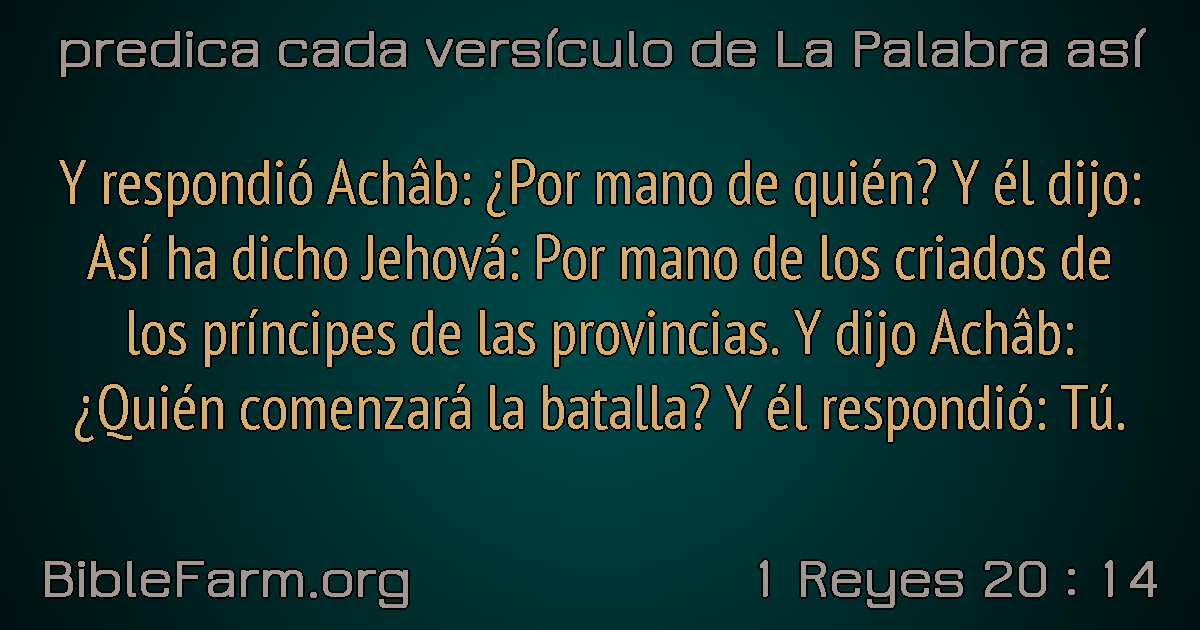 predica cada versículo de La Palabra así
Y respondió Achâb: ¿Por mano de quién? Y él dijo:
Así ha dicho Jehová: Por mano de los criados de
los príncipes de las provincias. Y dijo Achâb:
¿Quién comenzará la batalla? Y él respondió: Tú.
BibleFarm.org
1 Reyes 20 : 14